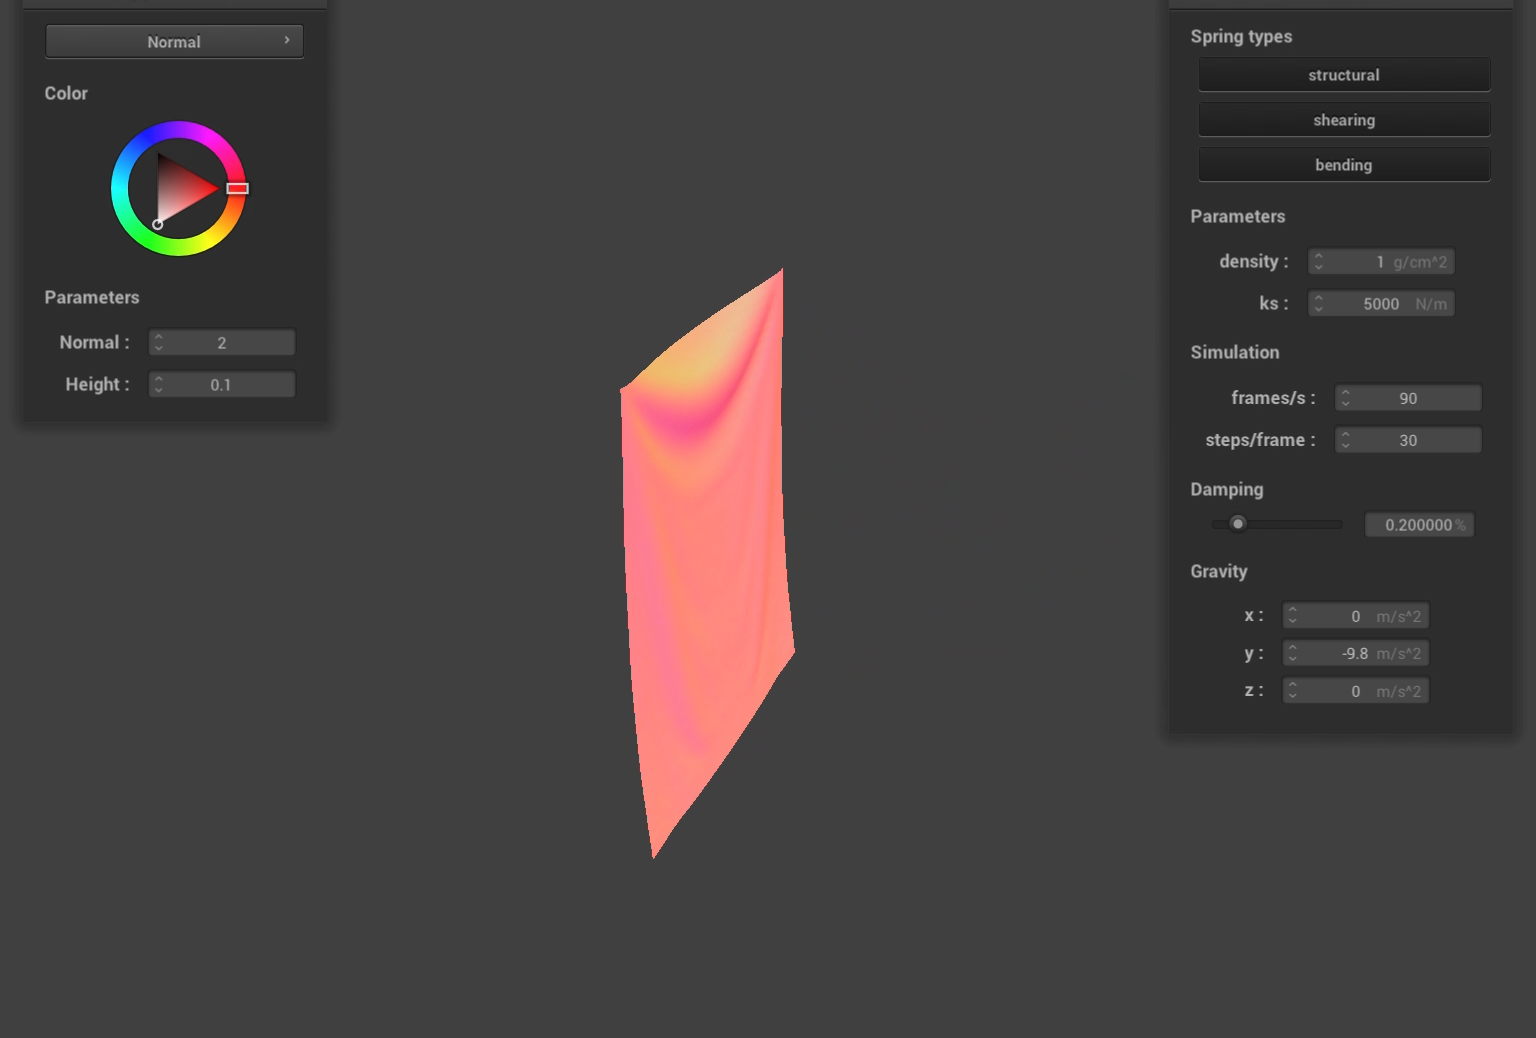 Normal
Color
Parameters
Normal : 2
Height : 0.1
Spring types
structural
shearing
bending
Parameters
density : 1 g/cm^2
ks : 5000 N/m
Simulation
frames/s : 90
steps/frame : 30
Damping
0.200000 %
Gravity
x : 0 m/s^2
y : -9.8 m/s^2
z : 0 m/s^2